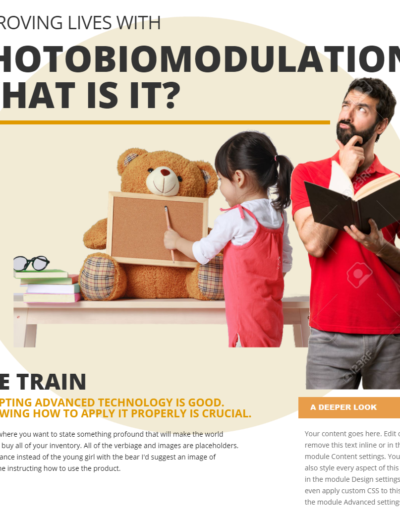 ROVING LIVES WITH
HOTOBIOMODULATION
HAT IS IT?
E TRAIN
PTING ADVANCED TECHNOLOGY IS GOOD.
WING HOW TO APPLY IT PROPERLY IS CRUCIAL.
where you want to state something profound that will make the world
buy all of your inventory. All of the verbiage and images are placeholders.
ance instead of the young girl with the bear I'd suggest an image of
ne instructing how to use the product.
A DEEPER LOOK
Your content goes here. Edit o
remove this text inline or in th
module Content settings. You
also style every aspect of this
in the module Design settings
even apply custom CSS to this
the module Advanced settings